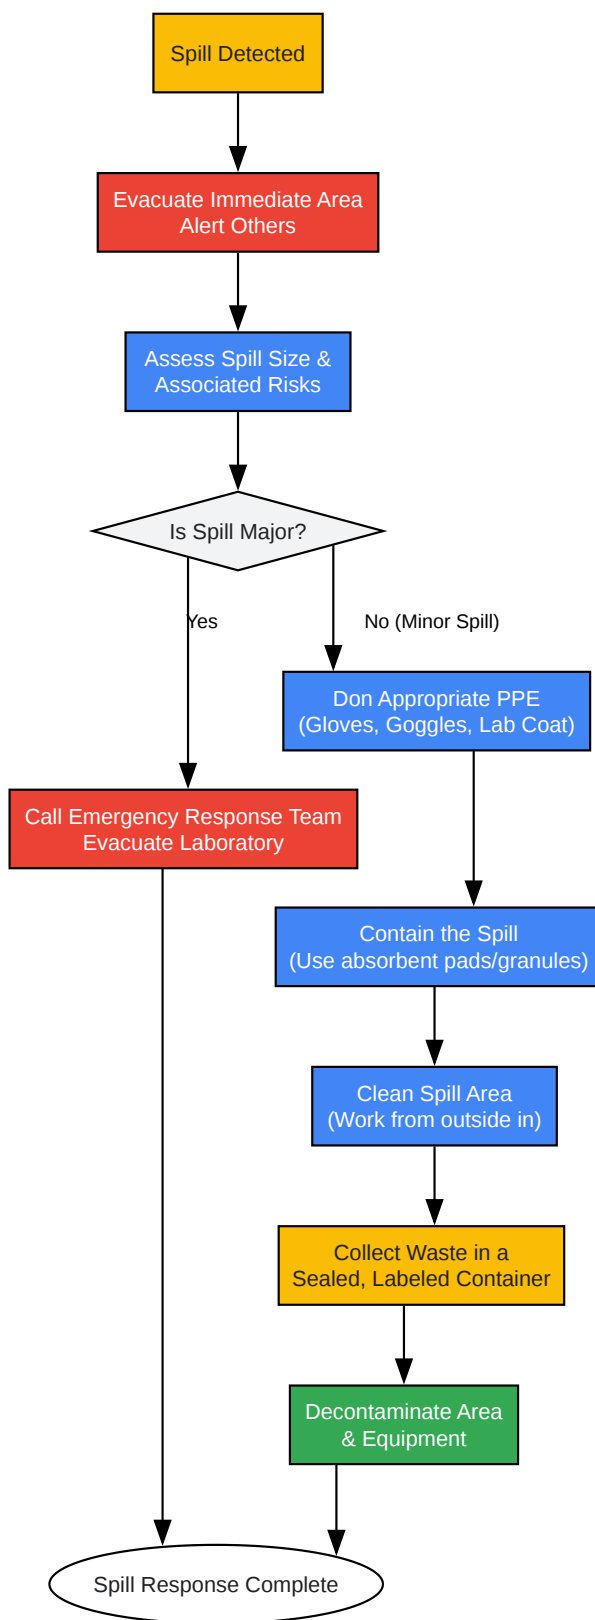 Spill Detected
Evacuate Immediate Area
Alert Others
Assess Spill Size &
Associated Risks
Is Spill Major?
Yes
No (Minor Spill)
Don Appropriate PPE
(Gloves, Goggles, Lab Coat)
Call Emergency Response Team
Evacuate Laboratory
Contain the Spill
(Use absorbent pads/granules)
Clean Spill Area
(Work from outside in)
Collect Waste in a
Sealed, Labeled Container
Decontaminate Area
& Equipment
Spill Response Complete